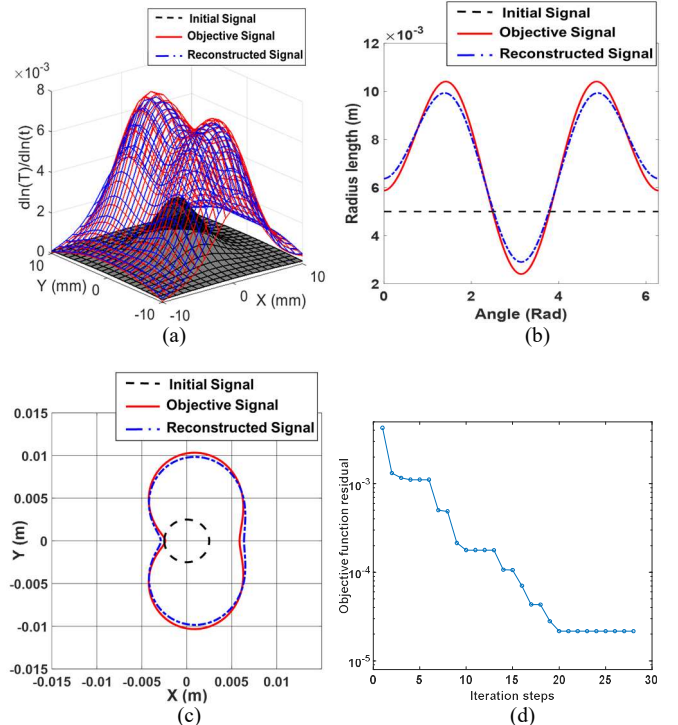 Initial Signal
Objective Signal
Reconstructed Signal
×10⁻³
8
6
4
2
0
dln(T)/dln(t)
10
0
-10
Y (mm)
-10
0
10
X (mm)
(a)
Initial Signal
Objective Signal
Reconstructed Signal
×10⁻³
12
10
8
6
4
2
Radius length (m)
0 2 4 6
Angle (Rad)
(b)
Initial Signal
Objective Signal
Reconstructed Signal
0.015
0.01
0.005
0
-0.005
-0.01
-0.015
Y (m)
-0.015 -0.01 -0.005 0 0.005 0.01
X (m)
(c)
10⁻³
10⁻⁴
10⁻⁵
Objective function residual
0 5 10 15 20 25 30
Iteration steps
(d)